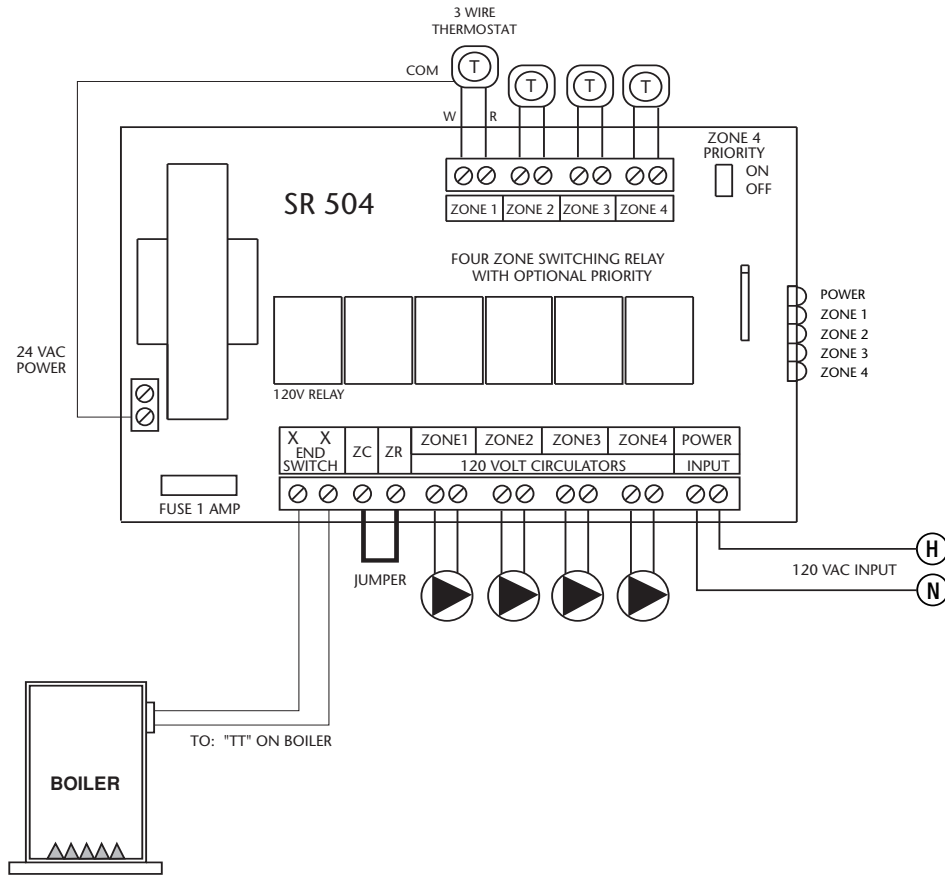 3 WIRE
THERMOSTAT
COM
T
T
T
T
W
R
ZONE 4
PRIORITY
ON
OFF
SR 504
ZONE 1
ZONE 2
ZONE 3
ZONE 4
FOUR ZONE SWITCHING RELAY
WITH OPTIONAL PRIORITY
POWER
ZONE 1
ZONE 2
ZONE 3
ZONE 4
24 VAC
POWER
120V RELAY
X X
END
SWITCH
ZC
ZR
ZONE1
ZONE2
ZONE3
ZONE4
120 VOLT CIRCULATORS
POWER
INPUT
FUSE 1 AMP
JUMPER
120 VAC INPUT
H
N
TO: "TT" ON BOILER
BOILER